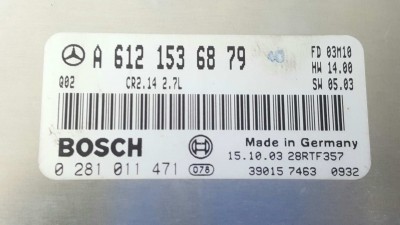 A 612 153 68 79
FD 03M10
HW 14.00
Q02 CR2.14 2.7L
SW 05.03
BOSCH
Made in Germany
15.10.03 28RTF357
0 281 011 471 078
39015 7463 0932